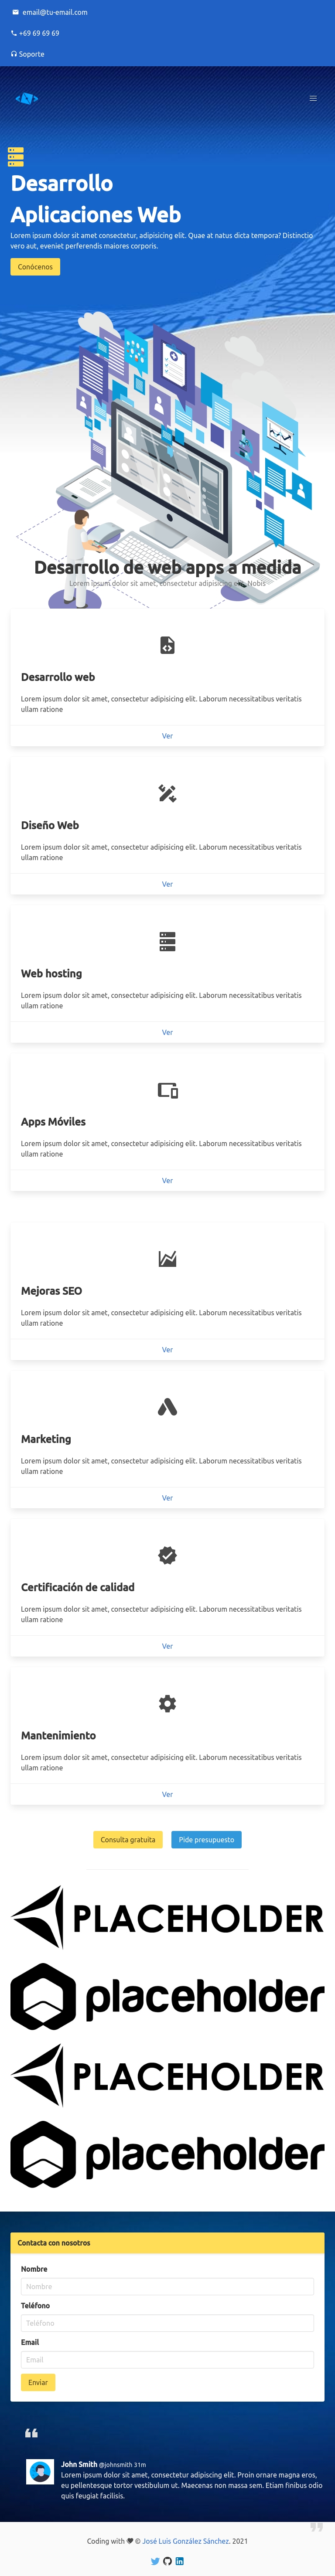 email@tu-email.com
+69 69 69 69
Soporte
Desarrollo
Aplicaciones Web
Lorem ipsum dolor sit amet consectetur, adipisicing elit. Quae at natus dicta tempora? Distinctio
vero aut, eveniet perferendis maiores corporis.
Conócenos
Desarrollo de web apps a medida
Lorem ipsum dolor sit amet, consectetur adipisicing elit. Nobis
Desarrollo web
Lorem ipsum dolor sit amet, consectetur adipisicing elit. Laborum necessitatibus veritatis
ullam ratione
Ver
Diseño Web
Lorem ipsum dolor sit amet, consectetur adipisicing elit. Laborum necessitatibus veritatis
ullam ratione
Ver
Web hosting
Lorem ipsum dolor sit amet, consectetur adipisicing elit. Laborum necessitatibus veritatis
ullam ratione
Ver
Apps Móviles
Lorem ipsum dolor sit amet, consectetur adipisicing elit. Laborum necessitatibus veritatis
ullam ratione
Ver
Mejoras SEO
Lorem ipsum dolor sit amet, consectetur adipisicing elit. Laborum necessitatibus veritatis
ullam ratione
Ver
Marketing
Lorem ipsum dolor sit amet, consectetur adipisicing elit. Laborum necessitatibus veritatis
ullam ratione
Ver
Certificación de calidad
Lorem ipsum dolor sit amet, consectetur adipisicing elit. Laborum necessitatibus veritatis
ullam ratione
Ver
Mantenimiento
Lorem ipsum dolor sit amet, consectetur adipisicing elit. Laborum necessitatibus veritatis
ullam ratione
Ver
Consulta gratuita Pide presupuesto
PLACEHOLDER
placeholder
PLACEHOLDER
placeholder
Contacta con nosotros
Nombre
Nombre
Teléfono
Teléfono
Email
Email
Enviar
John Smith @johnsmith 31m
Lorem ipsum dolor sit amet, consectetur adipiscing elit. Proin ornare magna eros,
eu pellentesque tortor vestibulum ut. Maecenas non massa sem. Etiam finibus odio
quis feugiat facilisis.
Coding with © José Luis González Sánchez. 2021